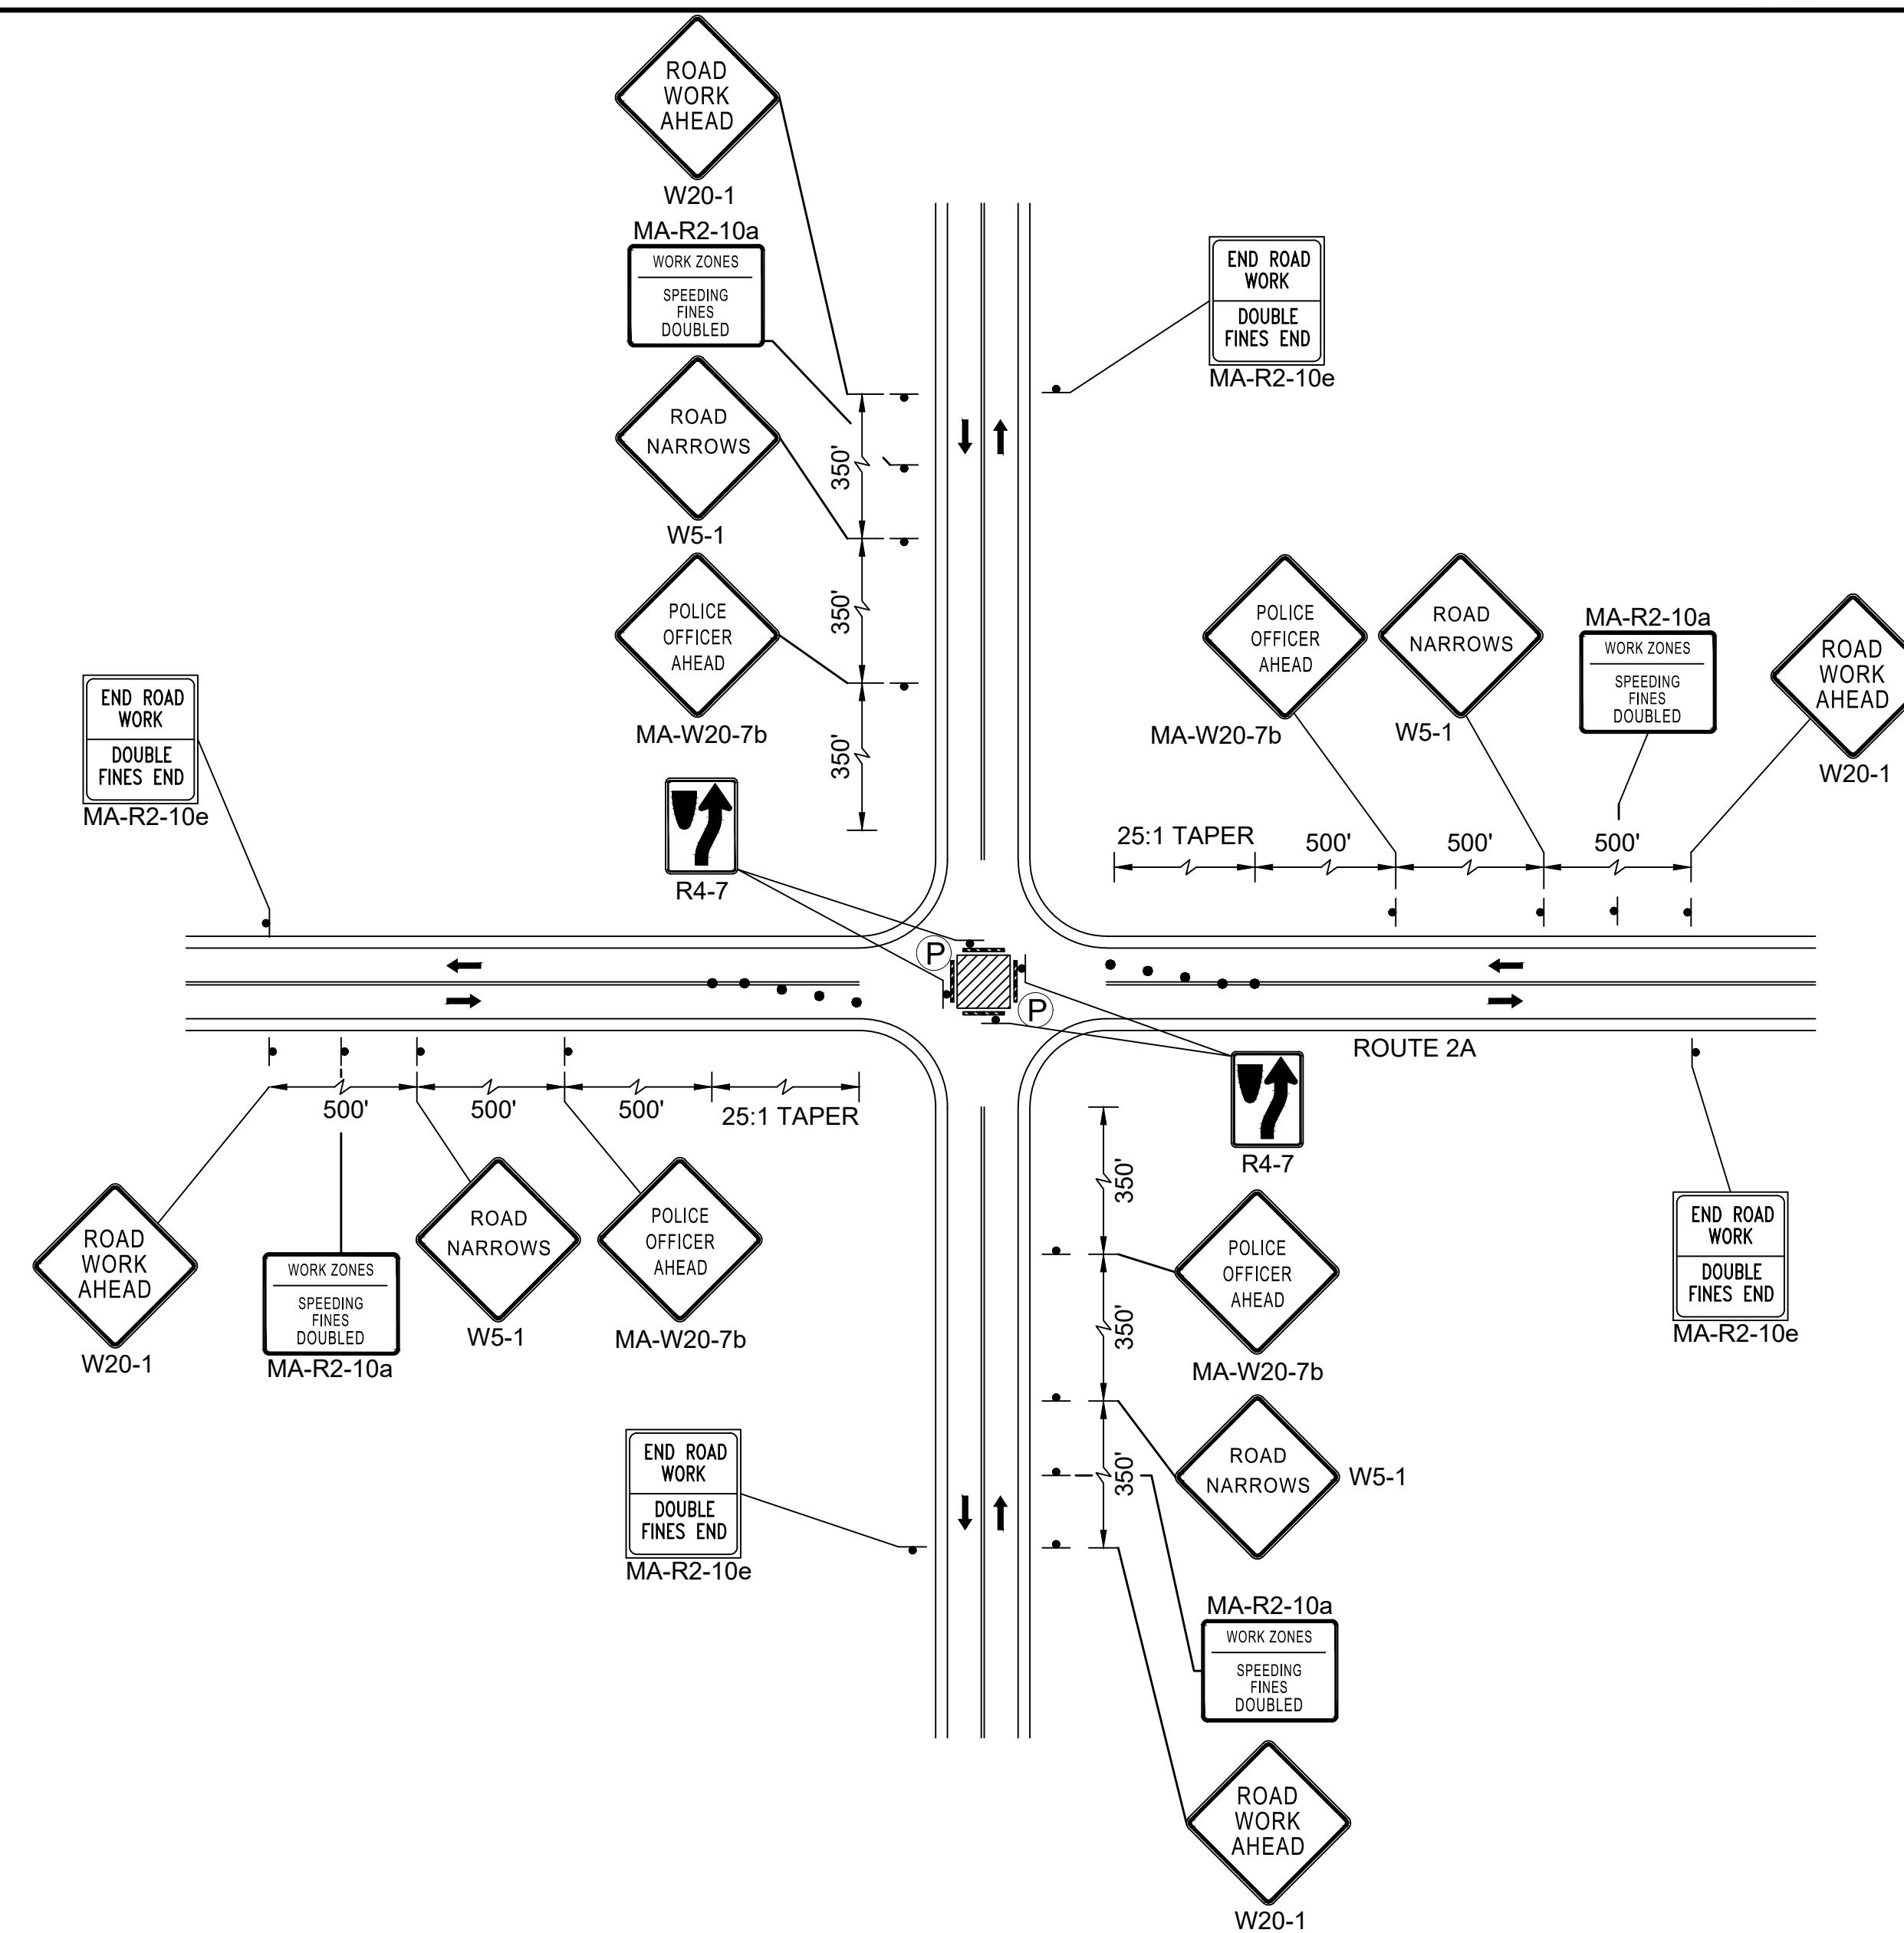 ROAD
WORK
AHEAD
W20-1
MA-R2-10a
WORK ZONES
SPEEDING
FINES
DOUBLED
ROAD
NARROWS
W5-1
POLICE
OFFICER
AHEAD
MA-W20-7b
R4-7
350'
350'
350'
END ROAD
WORK
DOUBLE
FINES END
MA-R2-10e
END ROAD
WORK
DOUBLE
FINES END
MA-R2-10e
POLICE
OFFICER
AHEAD
MA-W20-7b
ROAD
NARROWS
W5-1
MA-R2-10a
WORK ZONES
SPEEDING
FINES
DOUBLED
ROAD
WORK
AHEAD
W20-1
25:1 TAPER
500'
500'
500'
P
P
ROUTE 2A
500'
500'
500'
25:1 TAPER
ROAD
WORK
AHEAD
W20-1
WORK ZONES
SPEEDING
FINES
DOUBLED
MA-R2-10a
ROAD
NARROWS
W5-1
POLICE
OFFICER
AHEAD
MA-W20-7b
R4-7
350'
350'
350'
POLICE
OFFICER
AHEAD
MA-W20-7b
ROAD
NARROWS
W5-1
MA-R2-10a
WORK ZONES
SPEEDING
FINES
DOUBLED
ROAD
WORK
AHEAD
W20-1
END ROAD
WORK
DOUBLE
FINES END
MA-R2-10e
END ROAD
WORK
DOUBLE
FINES END
MA-R2-10e